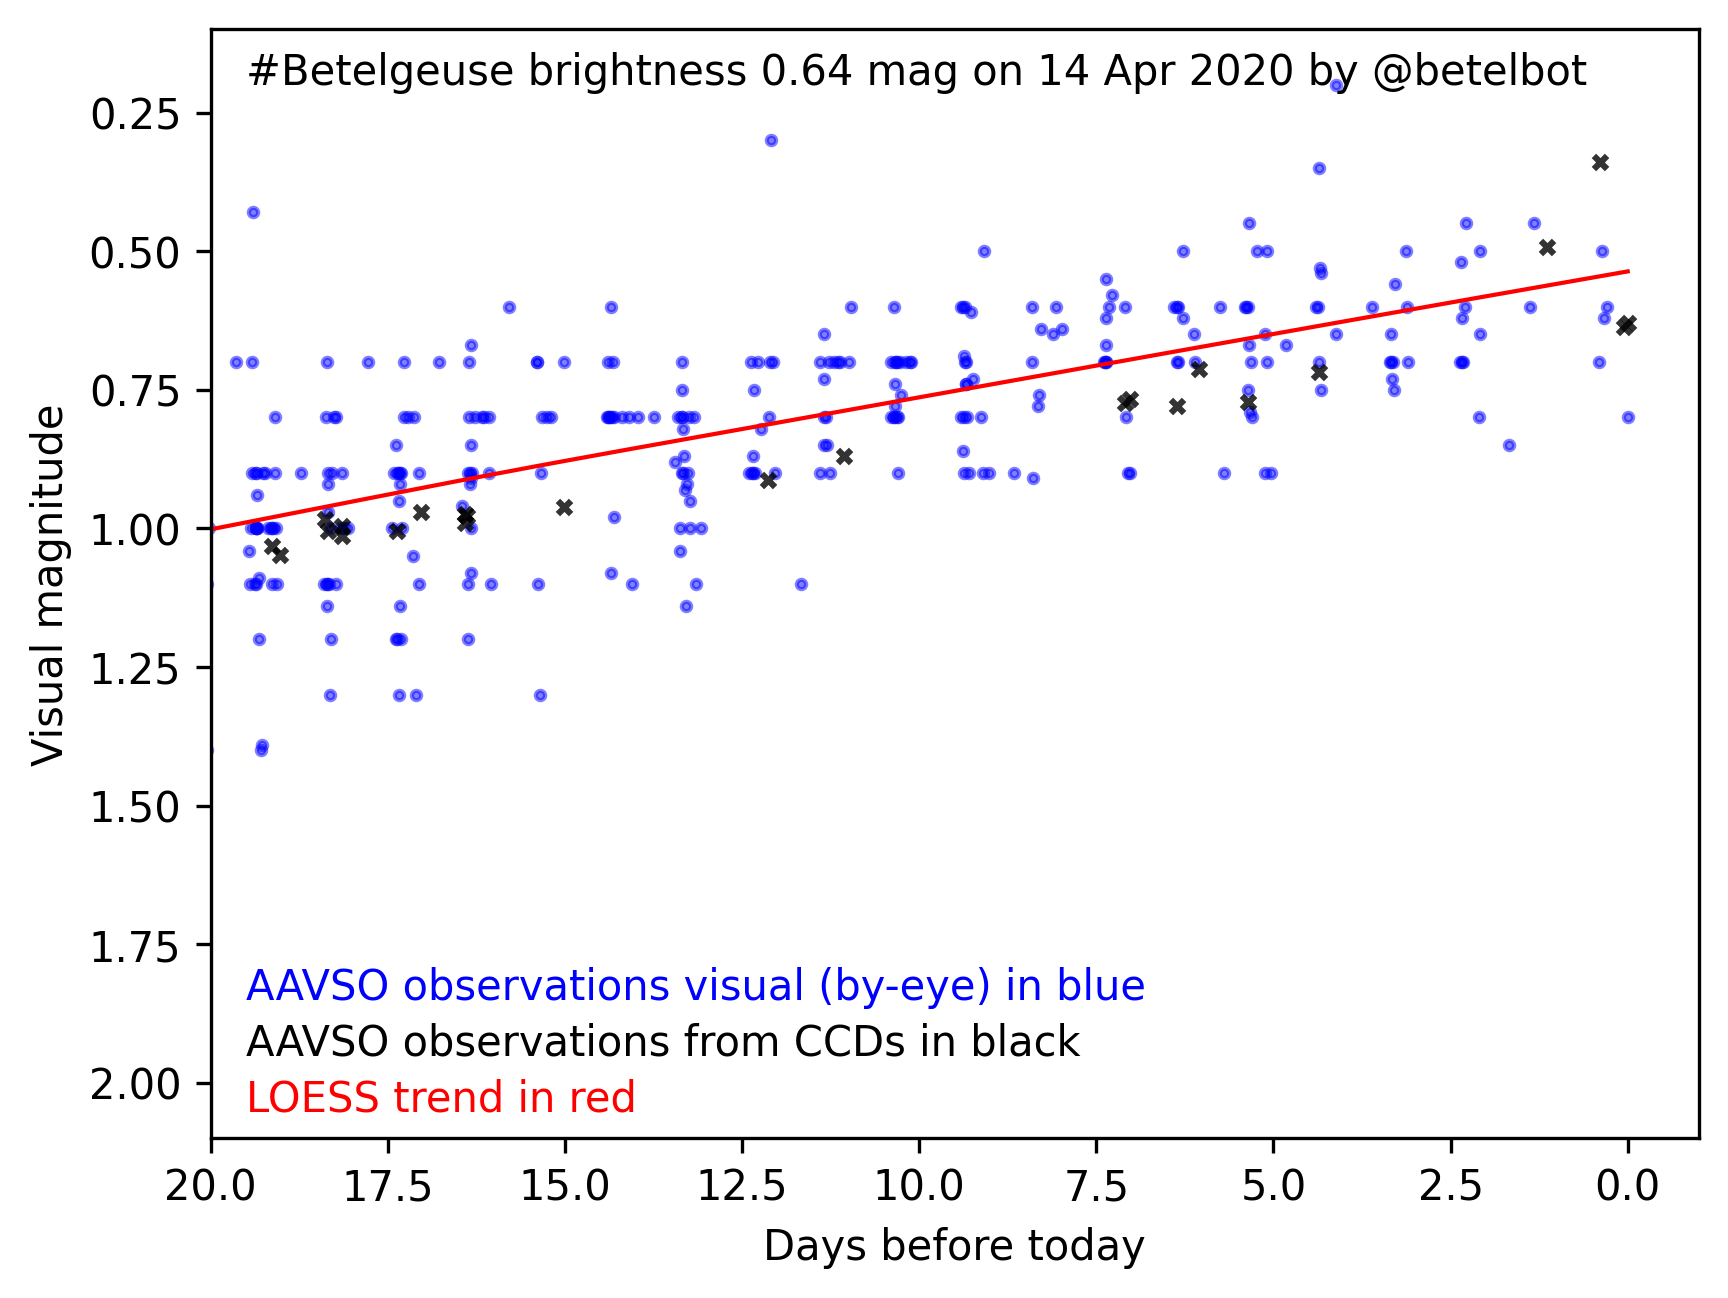 #Betelgeuse brightness 0.64 mag on 14 Apr 2020 by @betelbot
0.25
0.50
0.75
1.00
1.25
1.50
1.75
2.00
Visual magnitude
AAVSO observations visual (by-eye) in blue
AAVSO observations from CCDs in black
LOESS trend in red
20.0 17.5 15.0 12.5 10.0 7.5 5.0 2.5 0.0
Days before today